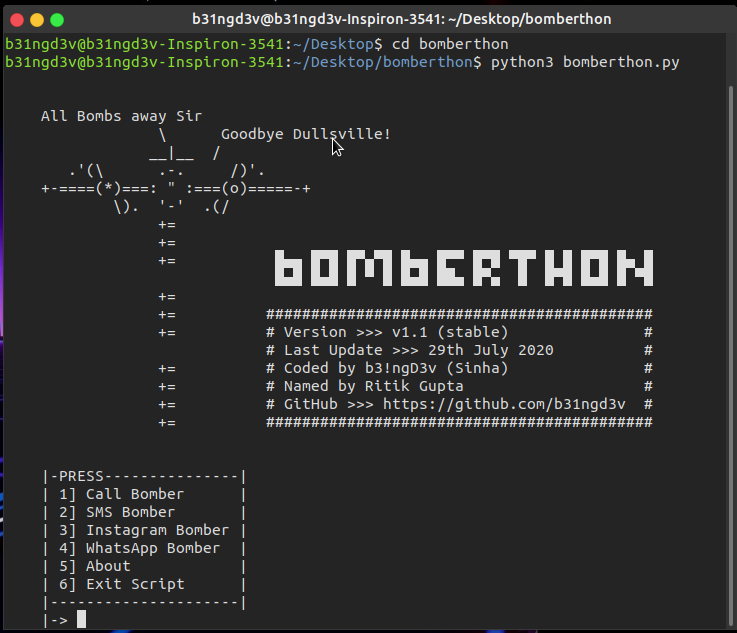 b31ngd3v@b31ngd3v-Inspiron-3541: ~/Desktop/bomberthon
b31ngd3v@b31ngd3v-Inspiron-3541:~/Desktop$ cd bomberthon
b31ngd3v@b31ngd3v-Inspiron-3541:~/Desktop/bomberthon$ python3 bomberthon.py
    All Bombs away Sir
                 \      Goodbye Dullsville!
                __|__  /
       .'(\      .-.     /)'.
    +-====(*)===: " :===(o)=====-+
            \).  '-'  .(/
                 +=
                 +=
                 +=
bOMbERTHON
                 +=
                 +=          ###########################################
                 +=          # Version >>> v1.1 (stable)               #
                             # Last Update >>> 29th July 2020          #
                 +=          # Coded by b3!ngD3v (Sinha)               #
                 +=          # Named by Ritik Gupta                    #
                 +=          # GitHub >>> https://github.com/b31ngd3v  #
                 +=          ###########################################
    |-PRESS---------------|
    | 1] Call Bomber      |
    | 2] SMS Bomber       |
    | 3] Instagram Bomber |
    | 4] WhatsApp Bomber  |
    | 5] About            |
    | 6] Exit Script      |
    |---------------------|
    |->